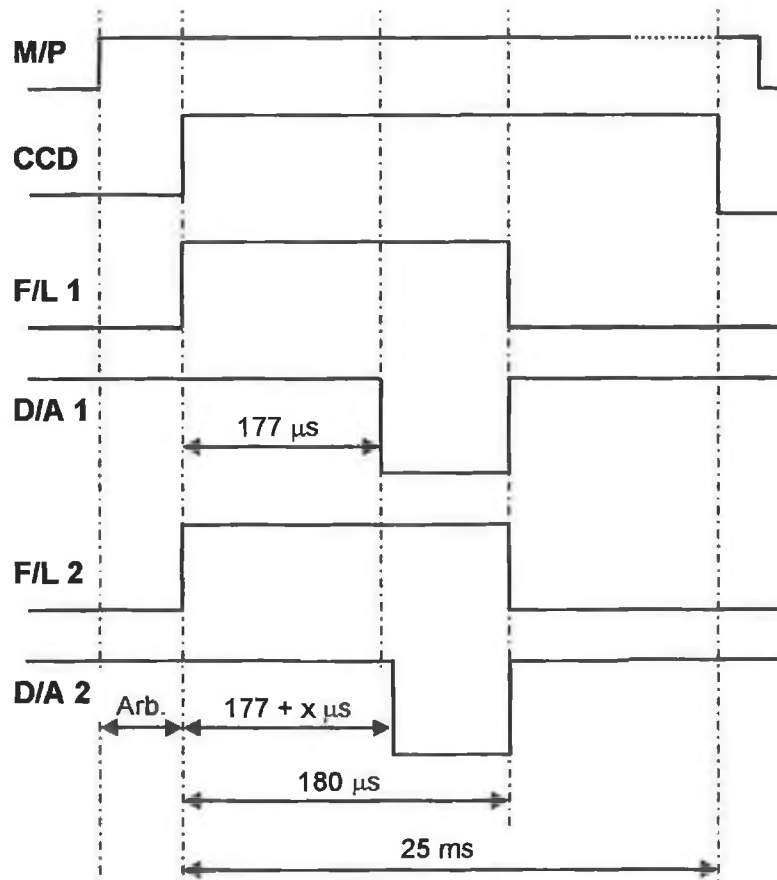 M/P
CCD
F/L 1
D/A 1
177 μs
F/L 2
D/A 2
Arb.
177 + x μs
180 μs
25 ms